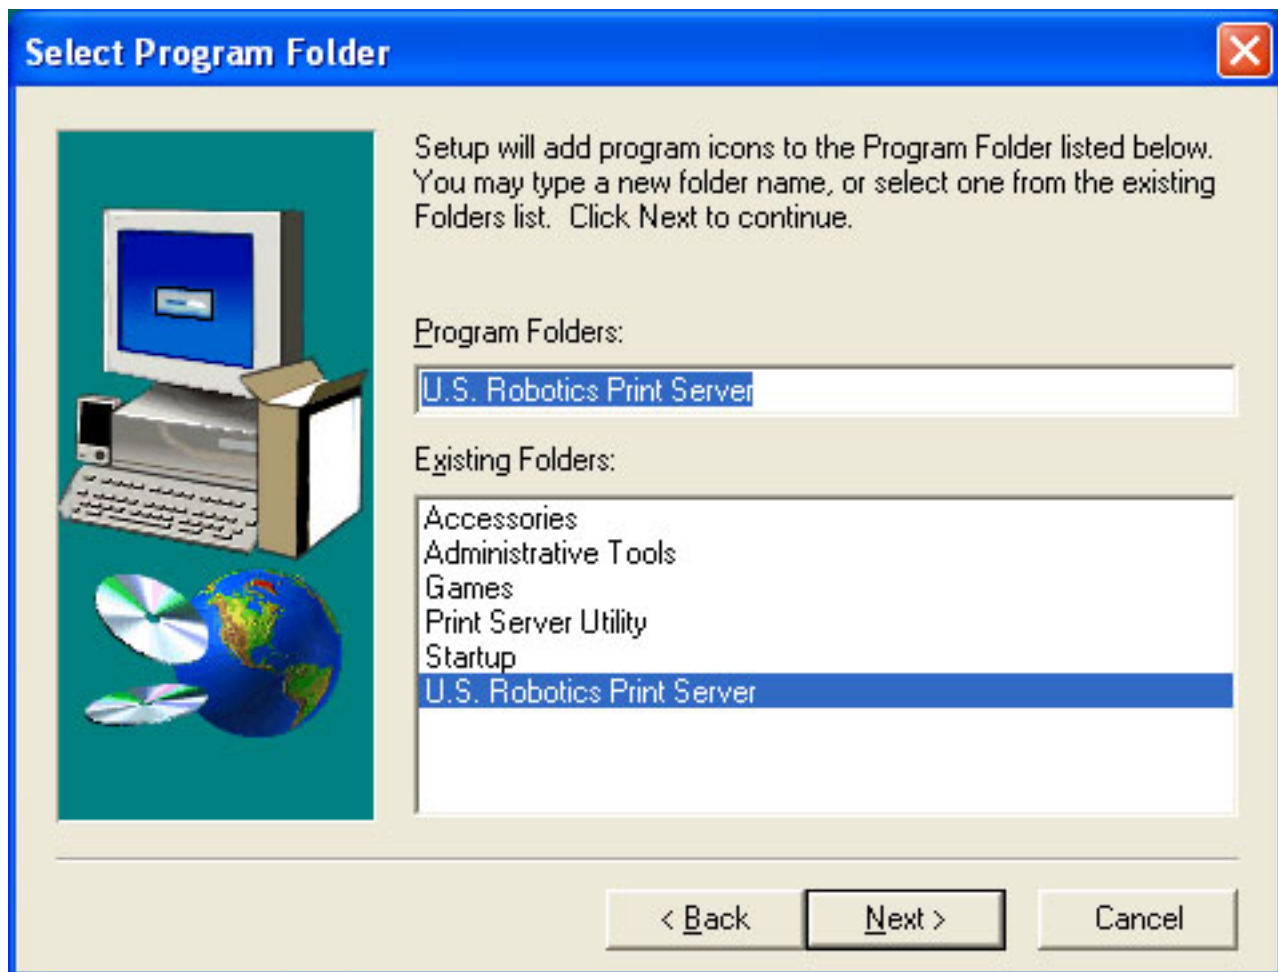 Select Program Folder
Setup will add program icons to the Program Folder listed below.
You may type a new folder name, or select one from the existing
Folders list.  Click Next to continue.
Program Folders:
U.S. Robotics Print Server
Existing Folders:
Accessories
Administrative Tools
Games
Print Server Utility
Startup
U.S. Robotics Print Server
< Back
Next >
Cancel